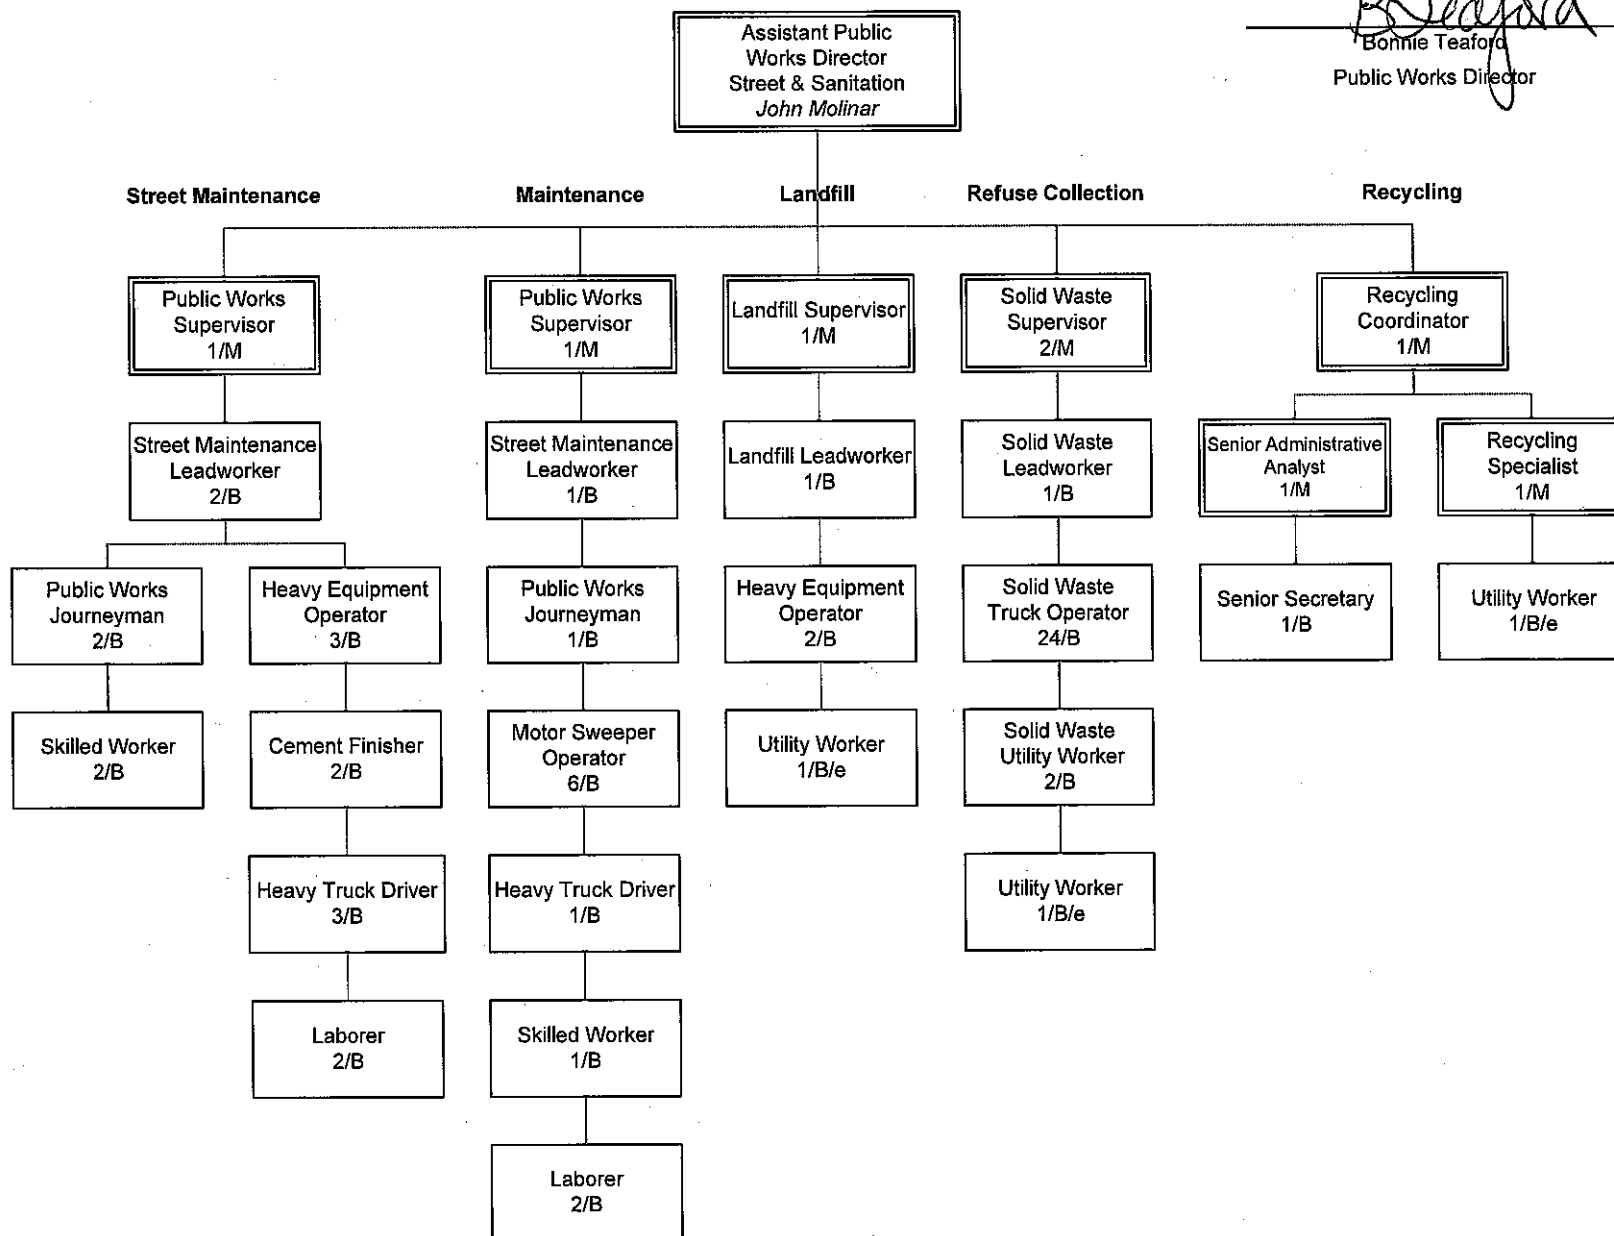 BTeaford
Bonnie Teaford
Public Works Director
Assistant Public
Works Director
Street & Sanitation
John Molinar
Street Maintenance
Maintenance
Landfill
Refuse Collection
Recycling
Public Works
Supervisor
1/M
Public Works
Supervisor
1/M
Landfill Supervisor
1/M
Solid Waste
Supervisor
2/M
Recycling
Coordinator
1/M
Street Maintenance
Leadworker
2/B
Street Maintenance
Leadworker
1/B
Landfill Leadworker
1/B
Solid Waste
Leadworker
1/B
Senior Administrative
Analyst
1/M
Recycling
Specialist
1/M
Public Works
Journeyman
2/B
Heavy Equipment
Operator
3/B
Public Works
Journeyman
1/B
Heavy Equipment
Operator
2/B
Solid Waste
Truck Operator
24/B
Senior Secretary
1/B
Utility Worker
1/B/e
Skilled Worker
2/B
Cement Finisher
2/B
Motor Sweeper
Operator
6/B
Utility Worker
1/B/e
Solid Waste
Utility Worker
2/B
Heavy Truck Driver
3/B
Heavy Truck Driver
1/B
Utility Worker
1/B/e
Laborer
2/B
Skilled Worker
1/B
Laborer
2/B